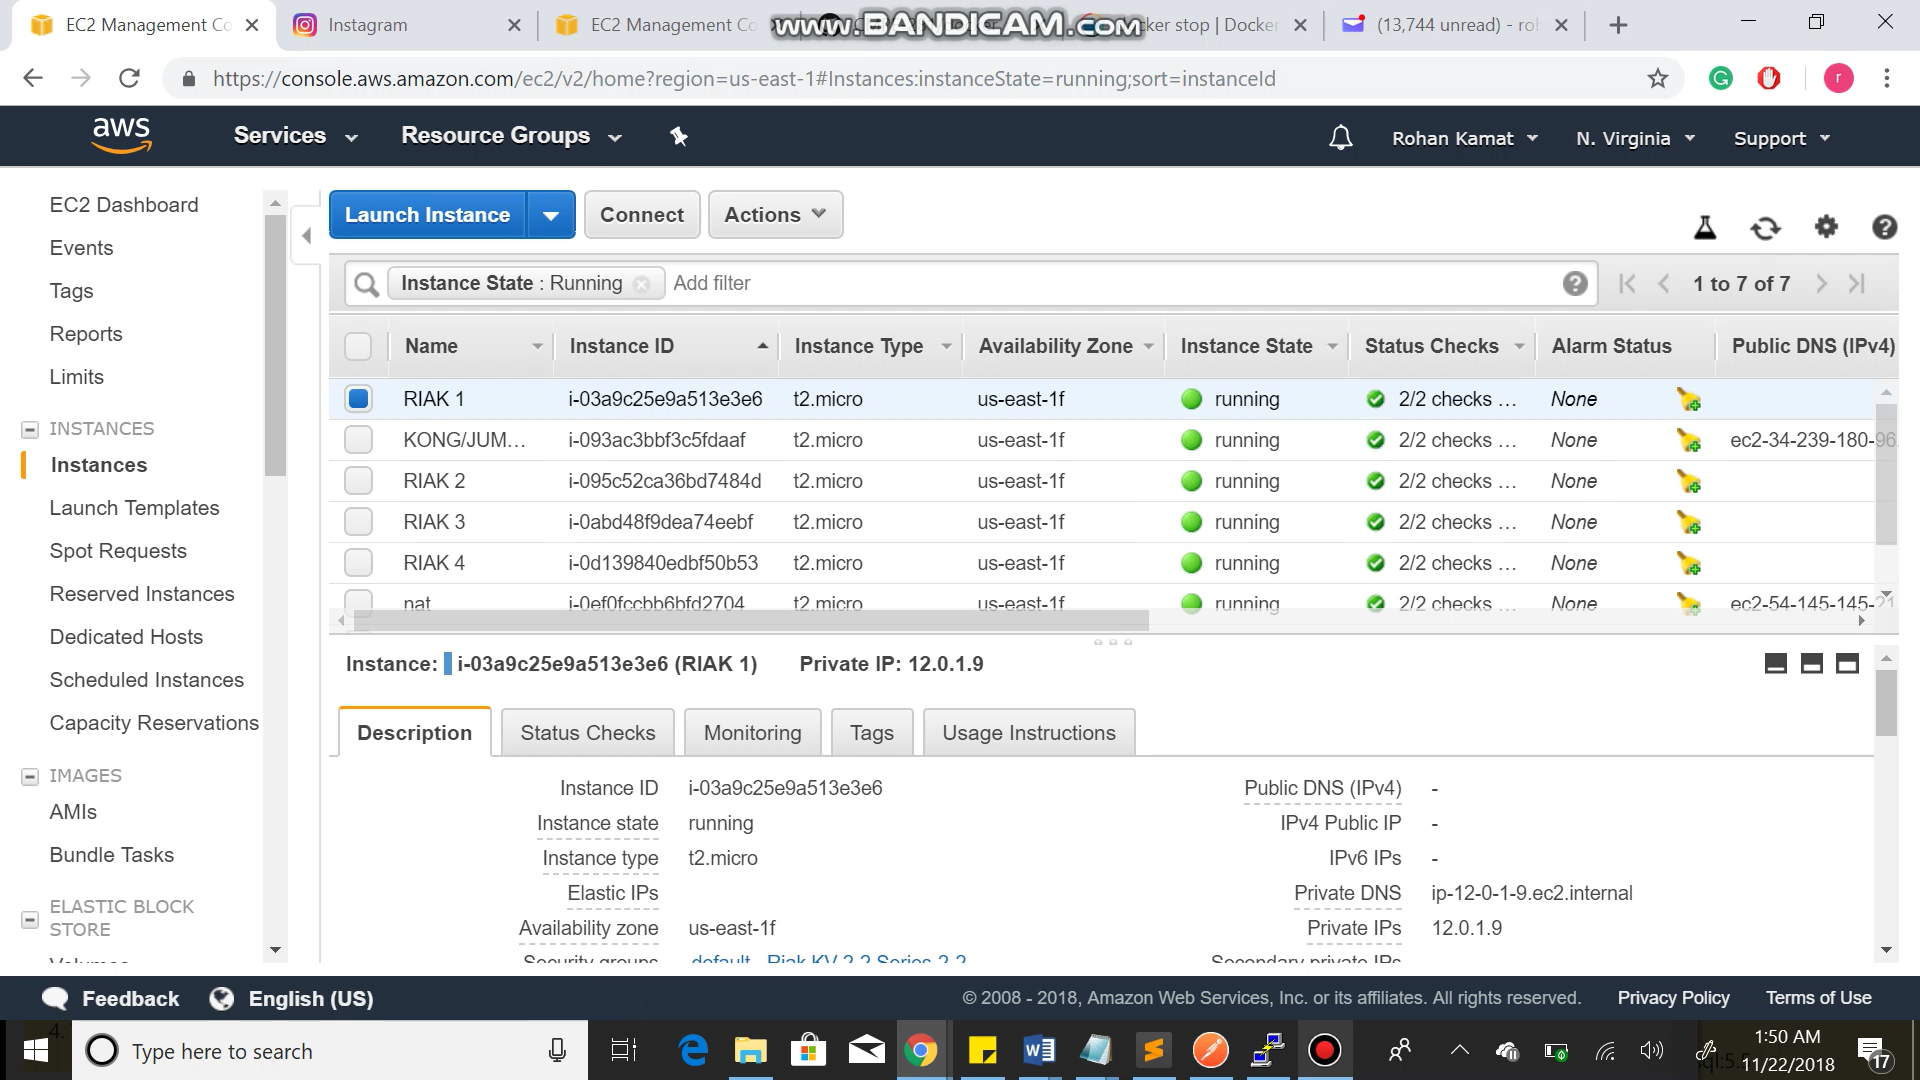 EC2 Management Co
Instagram
EC2 Management Co
www.BANDICAM.com
cker stop | Docker
(13,744 unread) - roh
https://console.aws.amazon.com/ec2/v2/home?region=us-east-1#Instances:instanceState=running;sort=instanceId
r
aws
Services
Resource Groups
Rohan Kamat
N. Virginia
Support
EC2 Dashboard
Events
Tags
Reports
Limits
INSTANCES
Instances
Launch Templates
Spot Requests
Reserved Instances
Dedicated Hosts
Scheduled Instances
Capacity Reservations
IMAGES
AMIs
Bundle Tasks
ELASTIC BLOCK
STORE
Volumes
Launch Instance
Connect
Actions
Instance State : Running
Add filter
1 to 7 of 7
Name Instance ID Instance Type Availability Zone Instance State Status Checks Alarm Status Public DNS (IPv4)
RIAK 1 i-03a9c25e9a513e3e6 t2.micro us-east-1f running 2/2 checks ... None
KONG/JUM... i-093ac3bbf3c5fdaaf t2.micro us-east-1f running 2/2 checks ... None ec2-34-239-180-96
RIAK 2 i-095c52ca36bd7484d t2.micro us-east-1f running 2/2 checks ... None
RIAK 3 i-0abd48f9dea74eebf t2.micro us-east-1f running 2/2 checks ... None
RIAK 4 i-0d139840edbf50b53 t2.micro us-east-1f running 2/2 checks ... None
nat i-0ef0fccbb6bfd2704 t2.micro us-east-1f running 2/2 checks ... None ec2-54-145-145-21
Instance: i-03a9c25e9a513e3e6 (RIAK 1) Private IP: 12.0.1.9
Description
Status Checks
Monitoring
Tags
Usage Instructions
Instance ID i-03a9c25e9a513e3e6
Instance state running
Instance type t2.micro
Elastic IPs
Availability zone us-east-1f
Security groups default, Riak KV 2.2 Series-2-2
Public DNS (IPv4) -
IPv4 Public IP -
IPv6 IPs -
Private DNS ip-12-0-1-9.ec2.internal
Private IPs 12.0.1.9
Secondary private IPs
Feedback
English (US)
© 2008 - 2018, Amazon Web Services, Inc. or its affiliates. All rights reserved.
Privacy Policy
Terms of Use
Type here to search
1:50 AM
11/22/2018
17